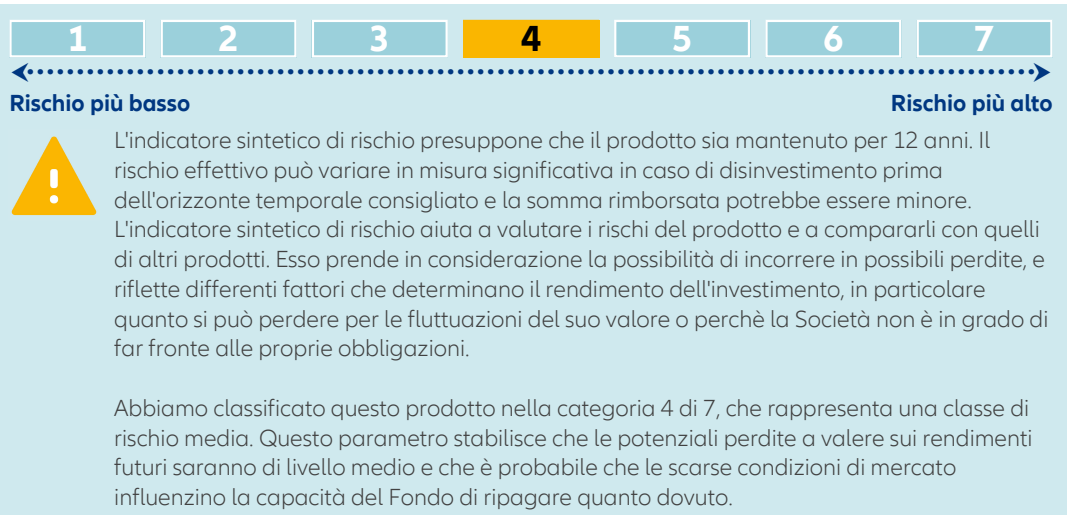 1 2 3 4 5 6 7
Rischio più basso Rischio più alto
L'indicatore sintetico di rischio presuppone che il prodotto sia mantenuto per 12 anni. Il
rischio effettivo può variare in misura significativa in caso di disinvestimento prima
dell'orizzonte temporale consigliato e la somma rimborsata potrebbe essere minore.
L'indicatore sintetico di rischio aiuta a valutare i rischi del prodotto e a compararli con quelli
di altri prodotti. Esso prende in considerazione la possibilità di incorrere in possibili perdite, e
riflette differenti fattori che determinano il rendimento dell'investimento, in particolare
quanto si può perdere per le fluttuazioni del suo valore o perchè la Società non è in grado di
far fronte alle proprie obbligazioni.
Abbiamo classificato questo prodotto nella categoria 4 di 7, che rappresenta una classe di
rischio media. Questo parametro stabilisce che le potenziali perdite a valere sui rendimenti
futuri saranno di livello medio e che è probabile che le scarse condizioni di mercato
influenzino la capacità del Fondo di ripagare quanto dovuto.